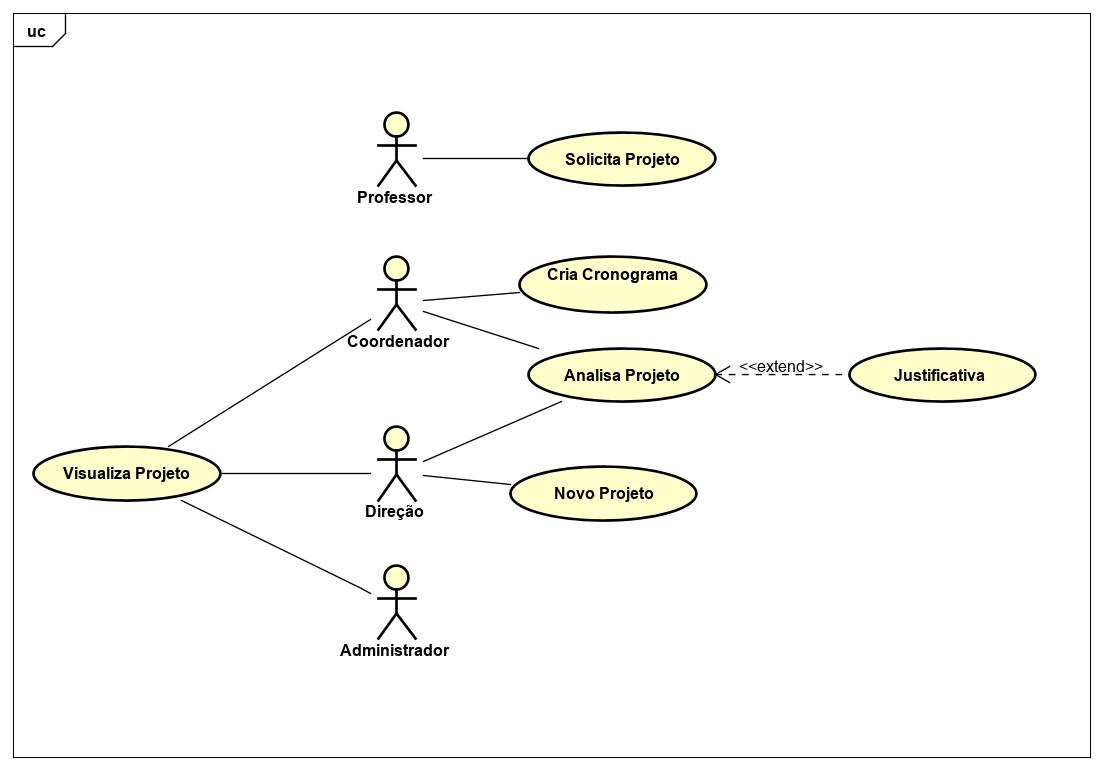 uc
Solicita Projeto
Professor
Cria Cronograma
Coordenador
<<extend>>
Analisa Projeto
Justificativa
Visualiza Projeto
Novo Projeto
Direção
Administrador